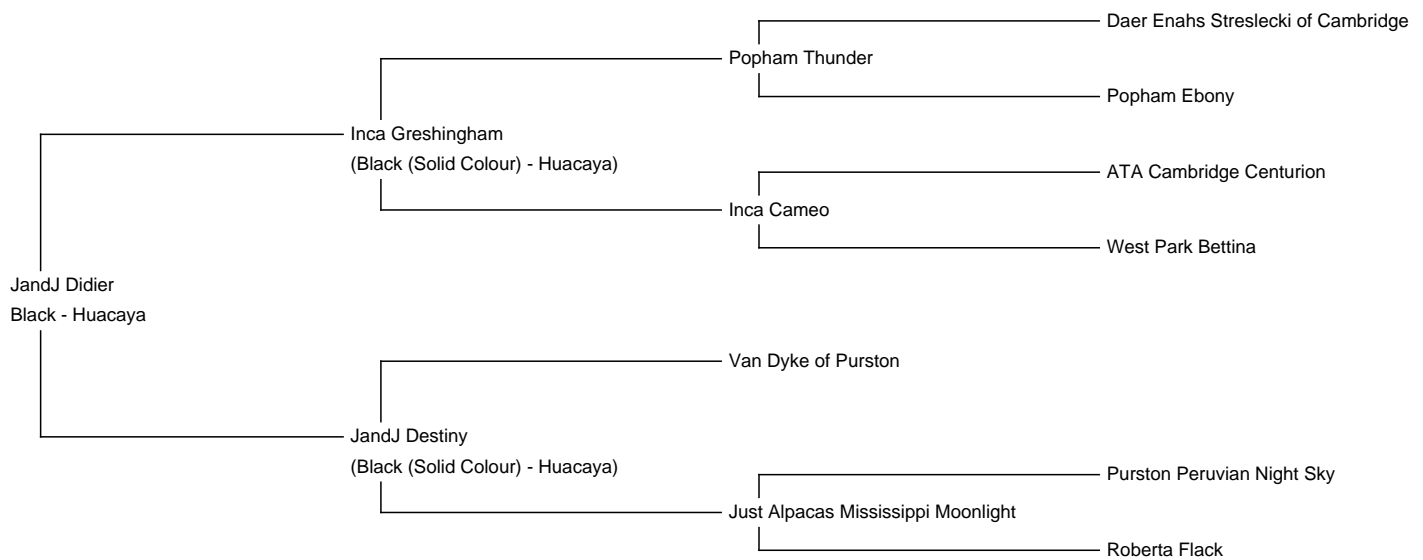 Daer Enahs Streslecki of Cambridge
Popham Thunder
Popham Ebony
Inca Greshingham
(Black (Solid Colour) - Huacaya)
ATA Cambridge Centurion
Inca Cameo
West Park Bettina
JandJ Didier
Black - Huacaya
Van Dyke of Purston
JandJ Destiny
(Black (Solid Colour) - Huacaya)
Purston Peruvian Night Sky
Just Alpacas Mississippi Moonlight
Roberta Flack